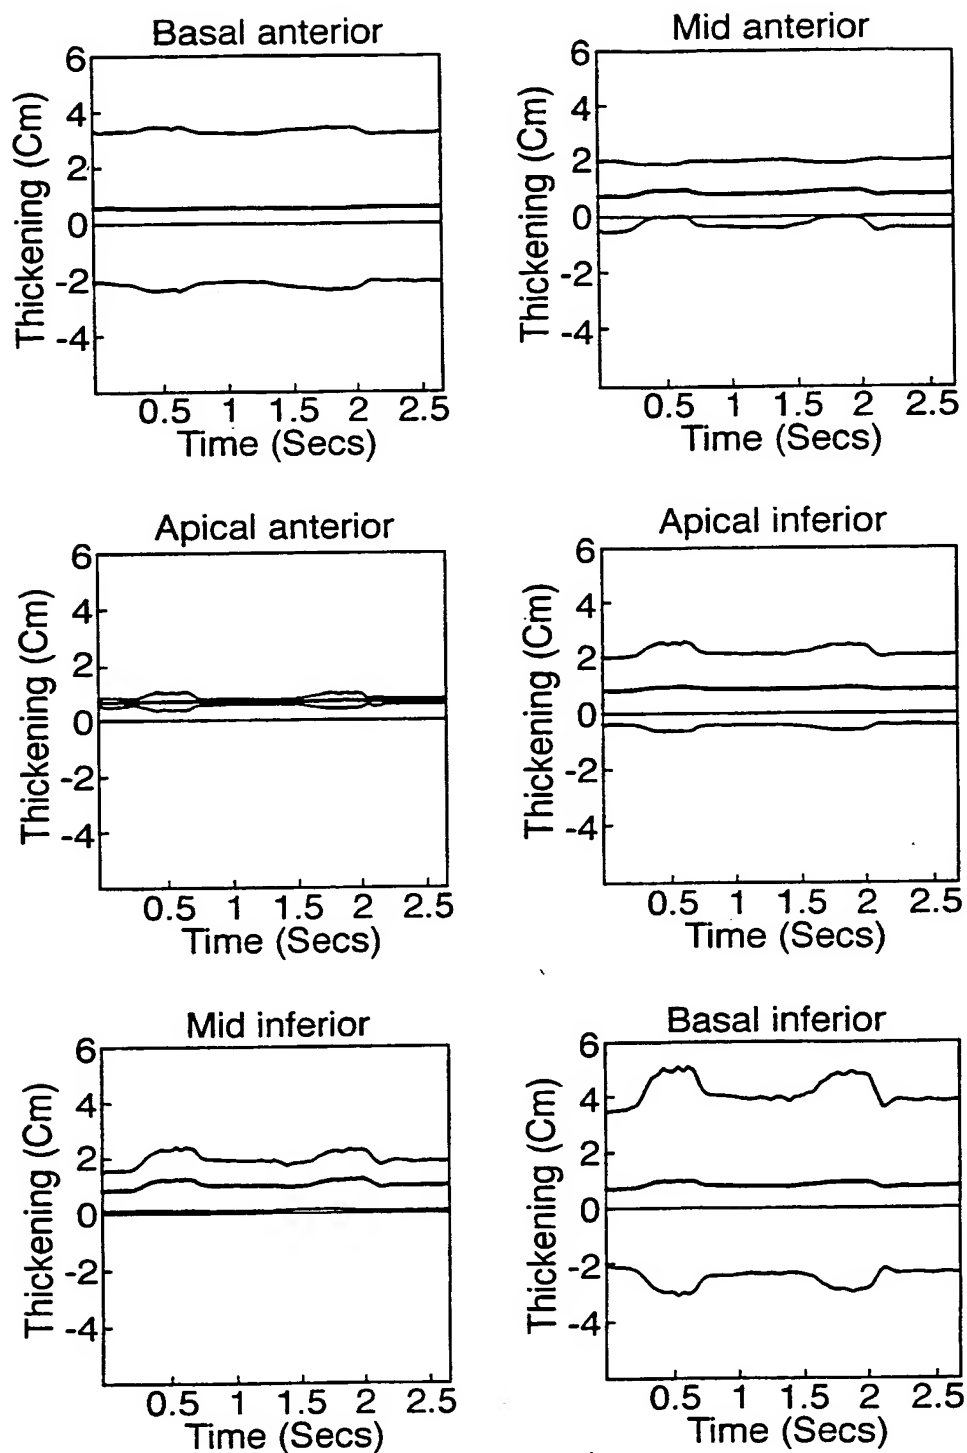 Basal anterior
6
4
2
0
-2
-4
Thickening (Cm)
0.5 1 1.5 2 2.5
Time (Secs)
Mid anterior
6
4
2
0
-2
-4
Thickening (Cm)
0.5 1 1.5 2 2.5
Time (Secs)
Apical anterior
6
4
2
0
-2
-4
Thickening (Cm)
0.5 1 1.5 2 2.5
Time (Secs)
Apical inferior
6
4
2
0
-2
-4
Thickening (Cm)
0.5 1 1.5 2 2.5
Time (Secs)
Mid inferior
6
4
2
0
-2
-4
Thickening (Cm)
0.5 1 1.5 2 2.5
Time (Secs)
Basal inferior
6
4
2
0
-2
-4
Thickening (Cm)
0.5 1 1.5 2 2.5
Time (Secs)